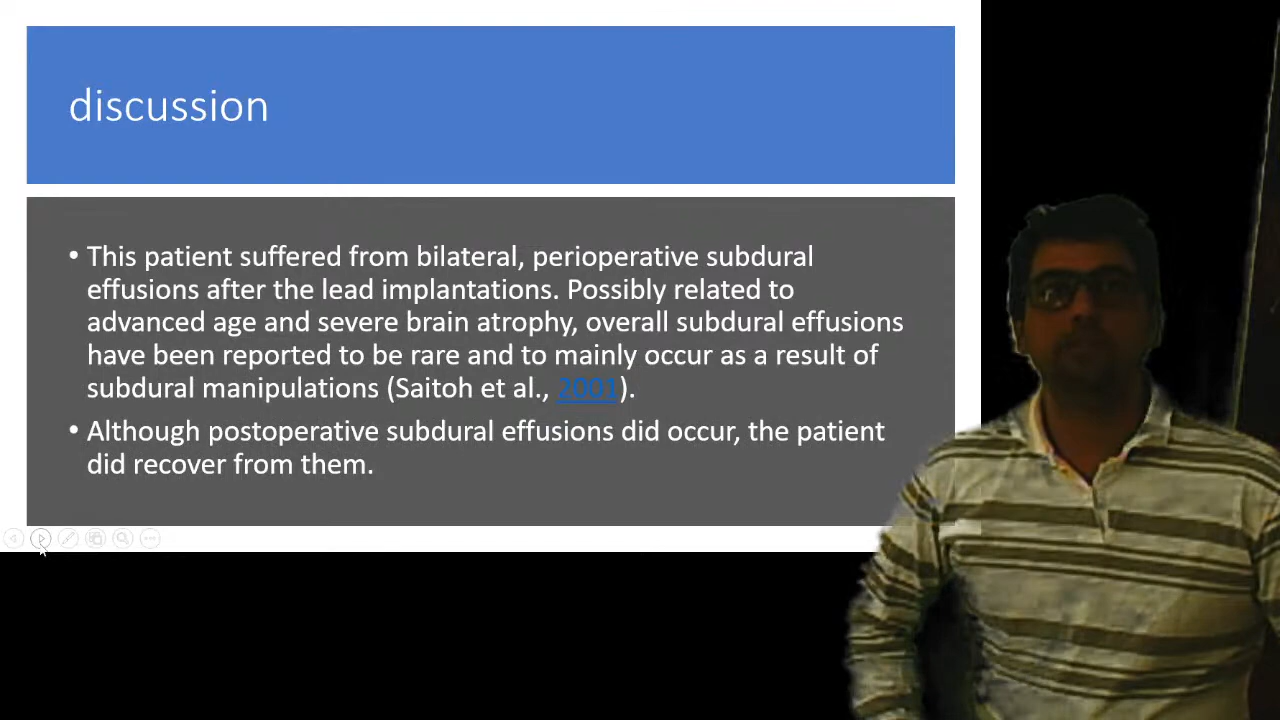 discussion
• This patient suffered from bilateral, perioperative subdural
effusions after the lead implantations. Possibly related to
advanced age and severe brain atrophy, overall subdural effusions
have been reported to be rare and to mainly occur as a result of
subdural manipulations (Saitoh et al., 2001).
• Although postoperative subdural effusions did occur, the patient
did recover from them.